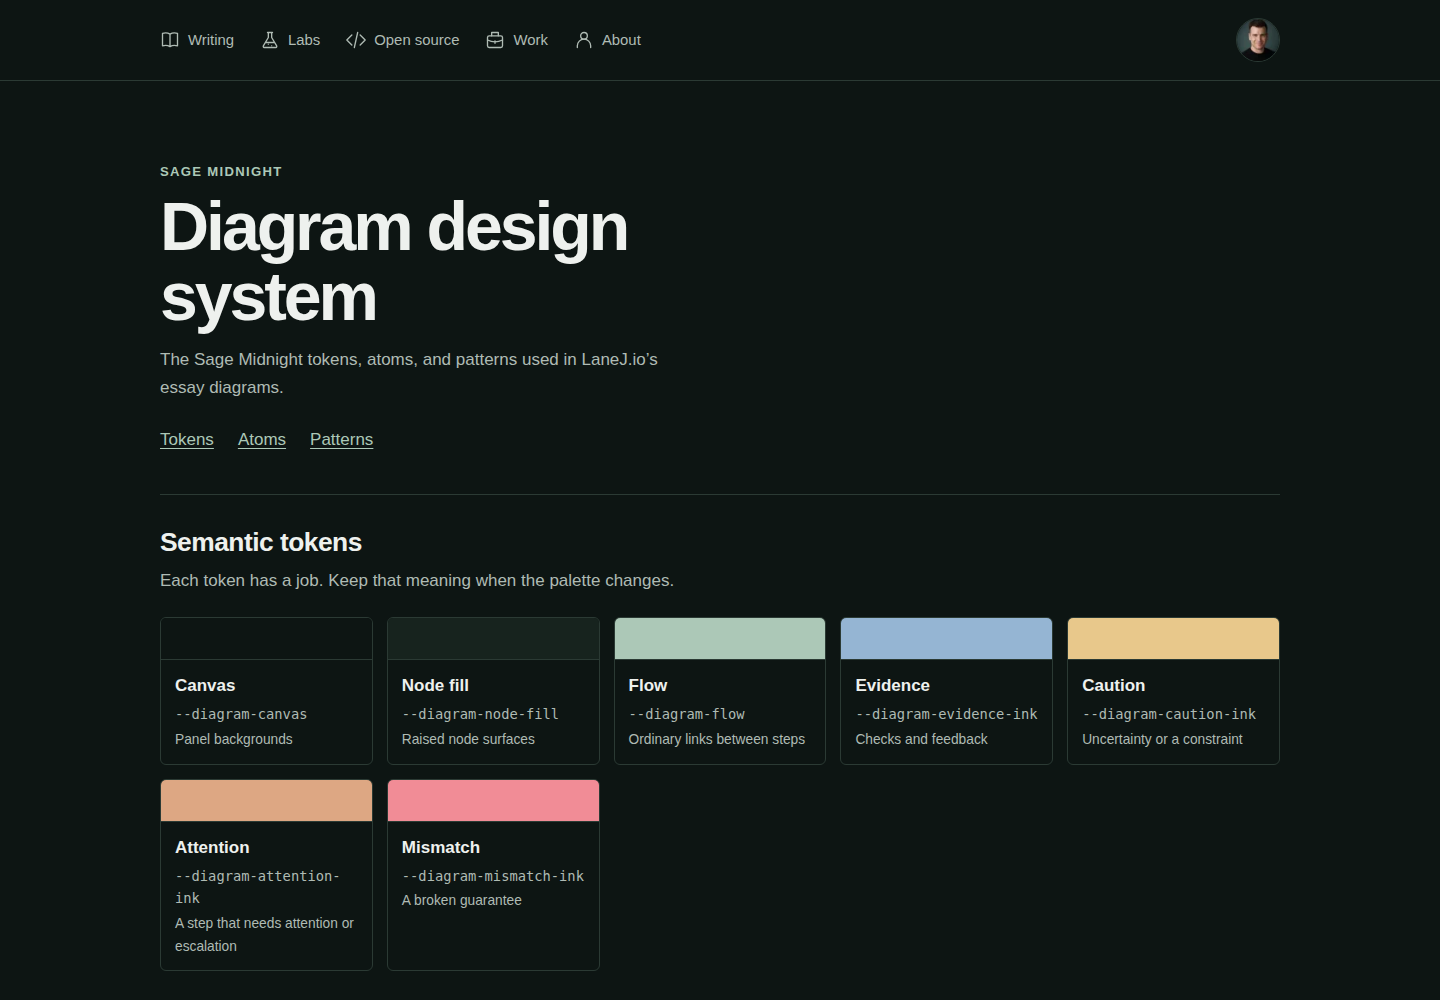 Writing
Labs
Open source
Work
About
SAGE MIDNIGHT
Diagram design
system
The Sage Midnight tokens, atoms, and patterns used in LaneJ.io’s
essay diagrams.
Tokens
Atoms
Patterns
Semantic tokens
Each token has a job. Keep that meaning when the palette changes.
Canvas
--diagram-canvas
Panel backgrounds
Node fill
--diagram-node-fill
Raised node surfaces
Flow
--diagram-flow
Ordinary links between steps
Evidence
--diagram-evidence-ink
Checks and feedback
Caution
--diagram-caution-ink
Uncertainty or a constraint
Attention
--diagram-attention-
ink
A step that needs attention or
escalation
Mismatch
--diagram-mismatch-ink
A broken guarantee